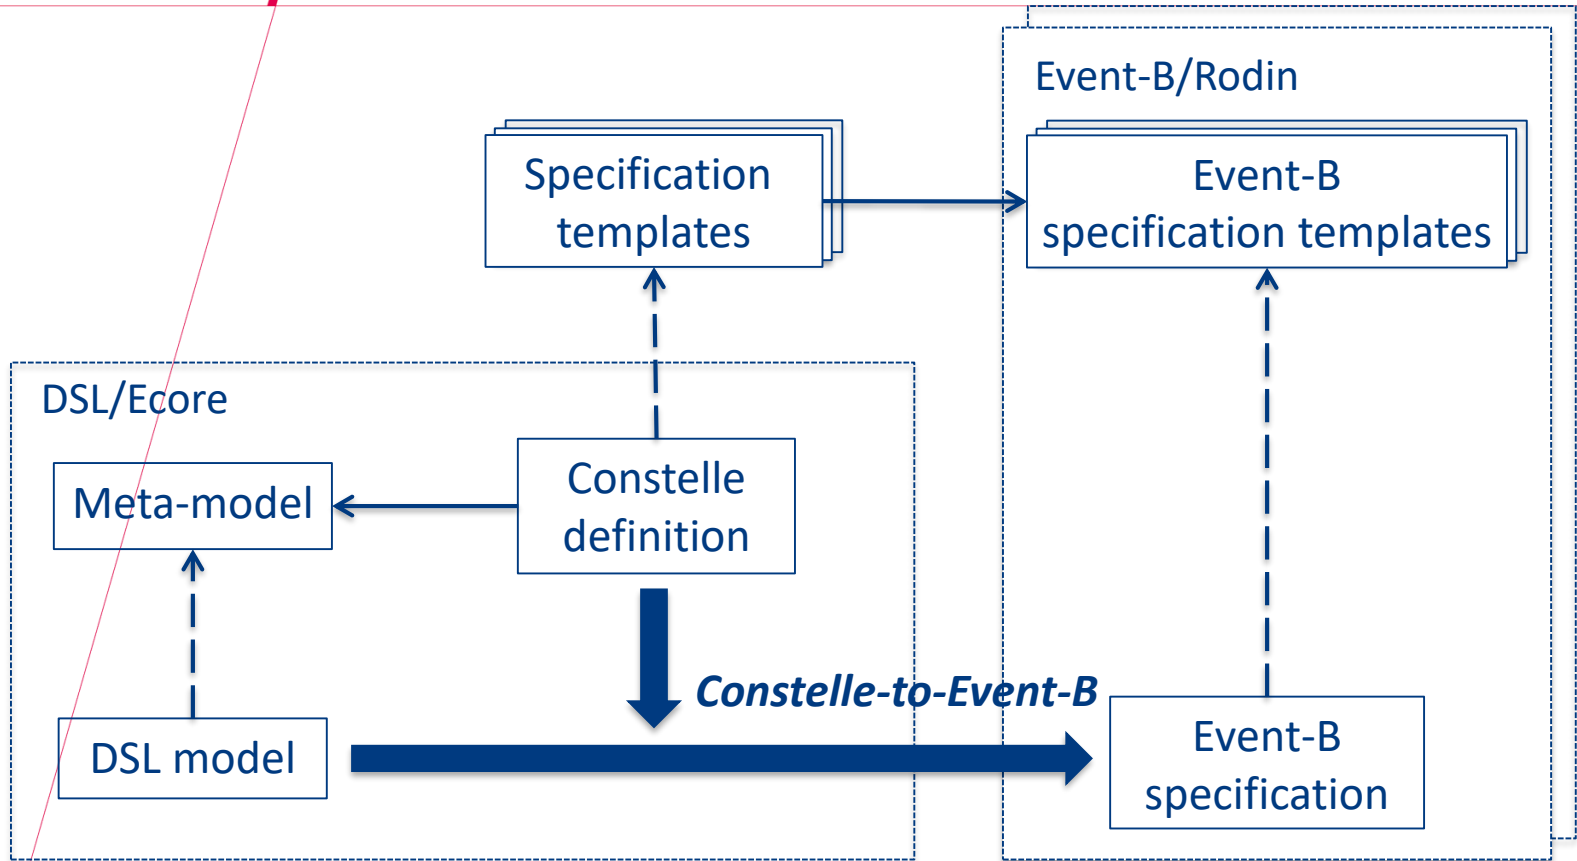 Event-B/Rodin
Specification
templates
Event-B
specification templates
DSL/Ecore
Meta-model
Constelle
definition
Constelle-to-Event-B
DSL model
Event-B
specification